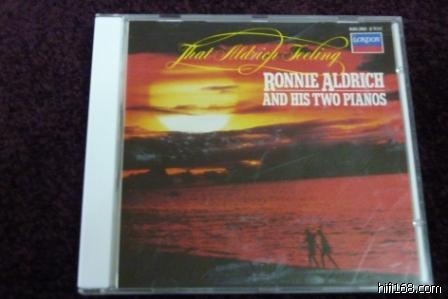 That Aldrich Feeling
LONDON
RONNIE ALDRICH
AND HIS TWO PIANOS
hifi168.com